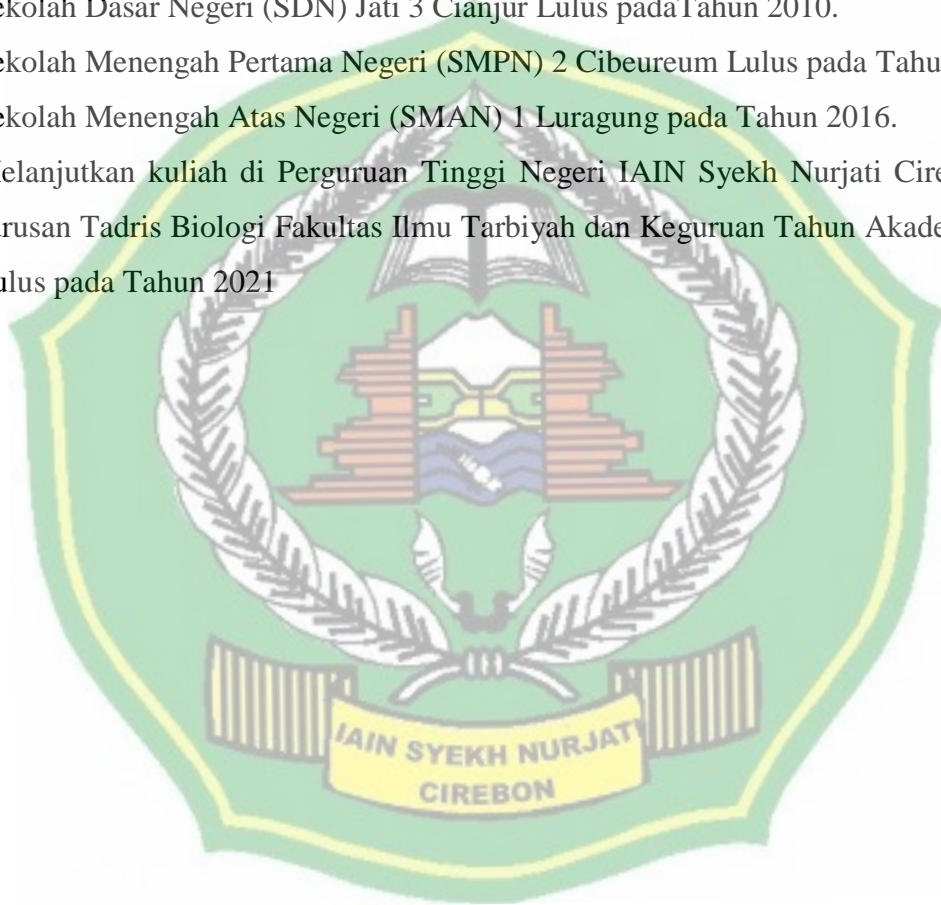 ekolah Dasar Negeri (SDN) Jati 3 Cianjur Lulus padaTahun 2010.
ekolah Menengah Pertama Negeri (SMPN) 2 Cibeureum Lulus pada Tahu
ekolah Menengah Atas Negeri (SMAN) 1 Luragung pada Tahun 2016.
elanjutkan kuliah di Perguruan Tinggi Negeri IAIN Syekh Nurjati Cire
rusan Tadris Biologi Fakultas Ilmu Tarbiyah dan Keguruan Tahun Akade
ulus pada Tahun 2021
IAIN SYEKH NURJATI
CIREBON